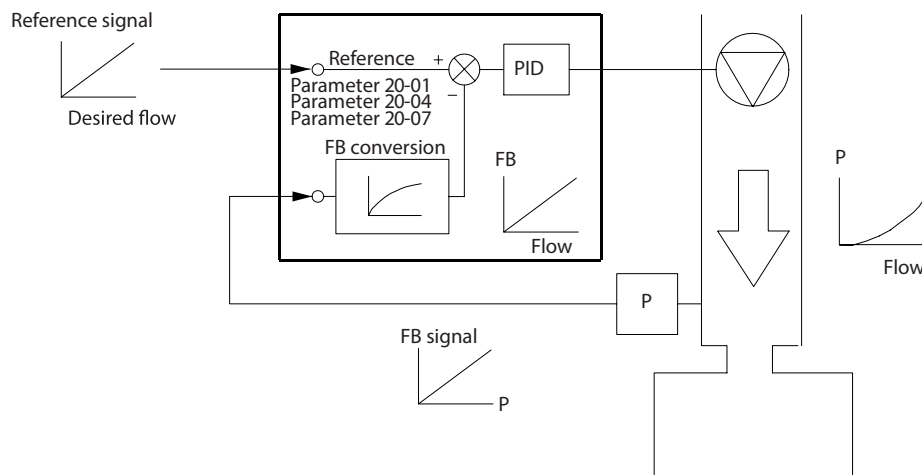 Reference signal
Desired flow
Reference
+
−
PID
Parameter 20-01
Parameter 20-04
Parameter 20-07
FB conversion
FB
Flow
P
Flow
P
FB signal
P